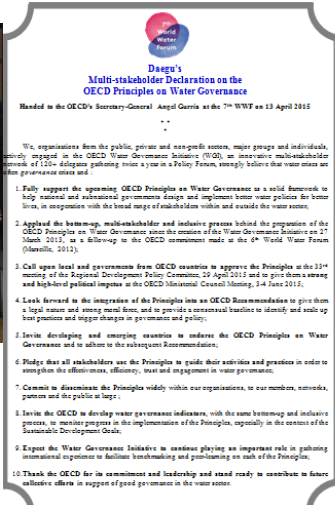 7th
World
Water
Forum
Daegu's
Multi-stakeholder Declaration on the
OECD Principles on Water Governance
Handed to the OECD's Secretary-General Angel Gurria at the 7th WWF on 13 April 2015
* *
*
We, organisations from the public, private and non-profit sectors, major groups and individuals,
actively engaged in the OECD Water Governance Initiative (WGI), an innovative multi-stakeholder
network of 120+ delegates gathering twice a year in a Policy Forum, strongly believe that water crises are
often governance crises and :
1. Fully support the upcoming OECD Principles on Water Governance as a solid framework to
help national and subnational governments design and implement better water policies for better
lives, in cooperation with the broad range of stakeholders within and outside the water sector;
2. Applaud the bottom-up, multi-stakeholder and inclusive process behind the preparation of the
OECD Principles on Water Governance since the creation of the Water Governance Initiative on 27
March 2013, as a follow-up to the OECD commitment made at the 6th World Water Forum
(Marseille, 2012);
3. Call upon local and governments from OECD countries to approve the Principles at the 33rd
meeting of the Regional Development Policy Committee, 29 April 2015 and to give them a strong
and high-level political impetus at the OECD Ministerial Council Meeting, 3-4 June 2015;
4. Look forward to the integration of the Principles into an OECD Recommendation to give them
a legal nature and strong moral force, and to provide a consensual baseline to identify and scale up
best practices and trigger changes in governance and policy;
5. Invite developing and emerging countries to endorse the OECD Principles on Water
Governance and to adhere to the subsequent Recommendation;
6. Pledge that all stakeholders use the Principles to guide their activities and practices in order to
strengthen the effectiveness, efficiency, trust and engagement in water governance;
7. Commit to disseminate the Principles widely within our organisations, to our members, networks,
partners and the public at large;
8. Invite the OECD to develop water governance indicators, with the same bottom-up and inclusive
process, to monitor progress in the implementation of the Principles, especially in the context of the
Sustainable Development Goals;
9. Expect the Water Governance Initiative to continue playing an important role in gathering
international experience to facilitate benchmarking and peer-learning on each of the Principles;
10. Thank the OECD for its commitment and leadership and stand ready to contribute to future
collective efforts in support of good governance in the water sector.